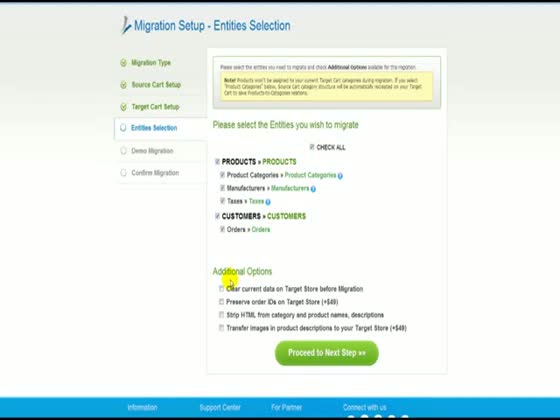 Migration Setup - Entities Selection
Migration Type
Source Cart Setup
Target Cart Setup
Entities Selection
Demo Migration
Confirm Migration
Please select the entities you need to migrate and check Additional Options available for this migration.
Note! Products won't be assigned to your current Target Cart categories during migration. If you select
"Product Categories" below, Source Cart category structure will be automatically recreated on your Target
Cart to save Products-to-Categories relations.
Please select the Entities you wish to migrate
CHECK ALL
PRODUCTS » PRODUCTS
Product Categories » Product Categories ?
Manufacturers » Manufacturers ?
Taxes » Taxes ?
CUSTOMERS » CUSTOMERS
Orders » Orders
Additional Options
Clear current data on Target Store before Migration
Preserve order IDs on Target Store (+$49)
Strip HTML from category and product names, descriptions
Transfer images in product descriptions to your Target Store (+$49)
Proceed to Next Step »»
Information Support Center For Partner Connect with us